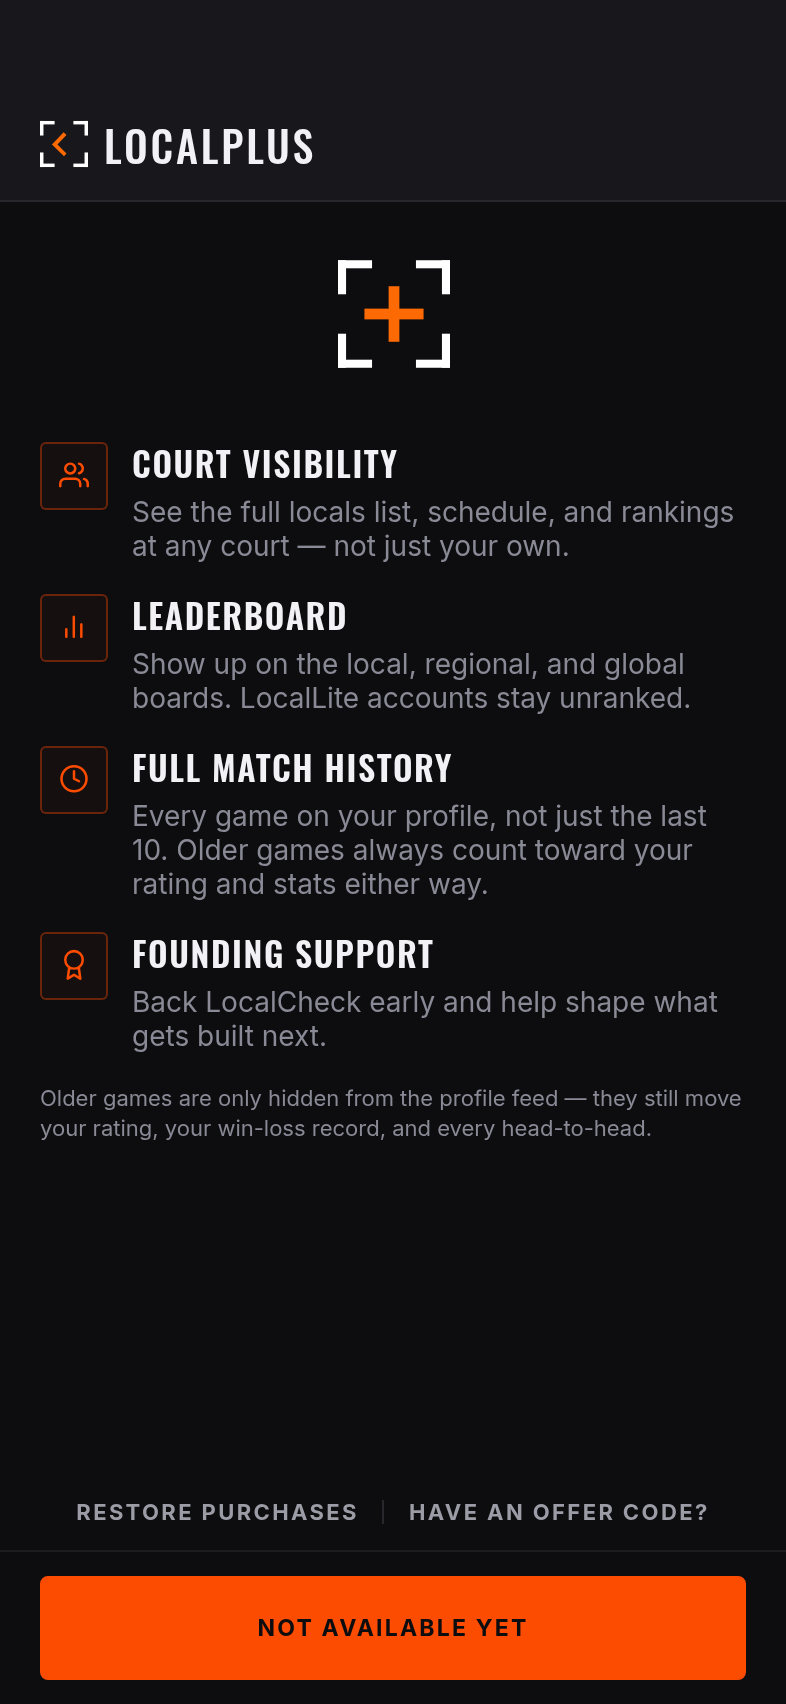 LOCALPLUS
COURT VISIBILITY
See the full locals list, schedule, and rankings
at any court — not just your own.
LEADERBOARD
Show up on the local, regional, and global
boards. LocalLite accounts stay unranked.
FULL MATCH HISTORY
Every game on your profile, not just the last
10. Older games always count toward your
rating and stats either way.
FOUNDING SUPPORT
Back LocalCheck early and help shape what
gets built next.
Older games are only hidden from the profile feed — they still move
your rating, your win-loss record, and every head-to-head.
RESTORE PURCHASES | HAVE AN OFFER CODE?
NOT AVAILABLE YET